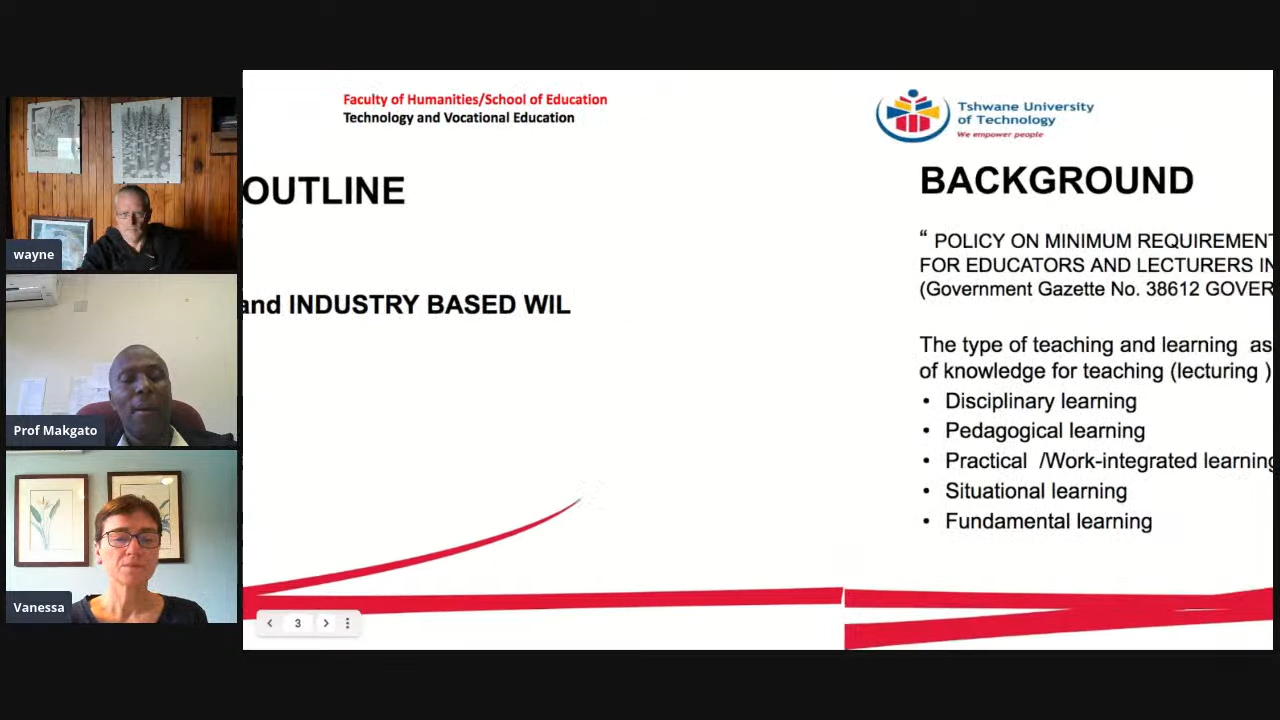 wayne
Prof Makgato
Vanessa
Faculty of Humanities/School of Education
Technology and Vocational Education
OUTLINE
and INDUSTRY BASED WIL
3
Tshwane University
of Technology
We empower people
BACKGROUND
“ POLICY ON MINIMUM REQUIREMENT
FOR EDUCATORS AND LECTURERS IN
(Government Gazette No. 38612 GOVER
The type of teaching and learning as
of knowledge for teaching (lecturing )
• Disciplinary learning
• Pedagogical learning
• Practical /Work-integrated learning
• Situational learning
• Fundamental learning